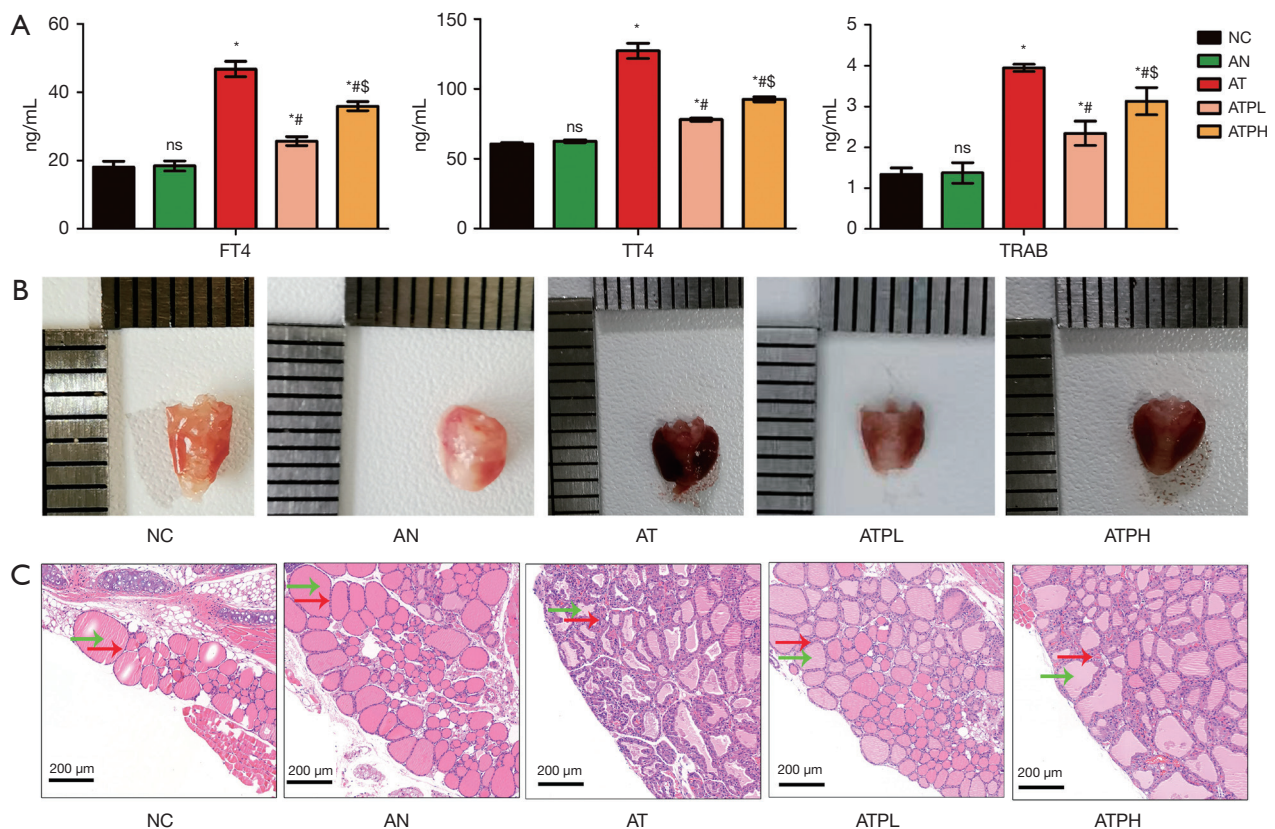 A
60
40
20
0
ng/mL
*
ns
*#
*#$
FT4
150
100
50
0
ng/mL
*
ns
*#
*#$
TT4
5
4
3
2
1
0
ng/mL
*
ns
*#
*#$
TRAB
NC
AN
AT
ATPL
ATPH
B
NC
AN
AT
ATPL
ATPH
C
200 μm
200 μm
200 μm
200 μm
200 μm
NC
AN
AT
ATPL
ATPH